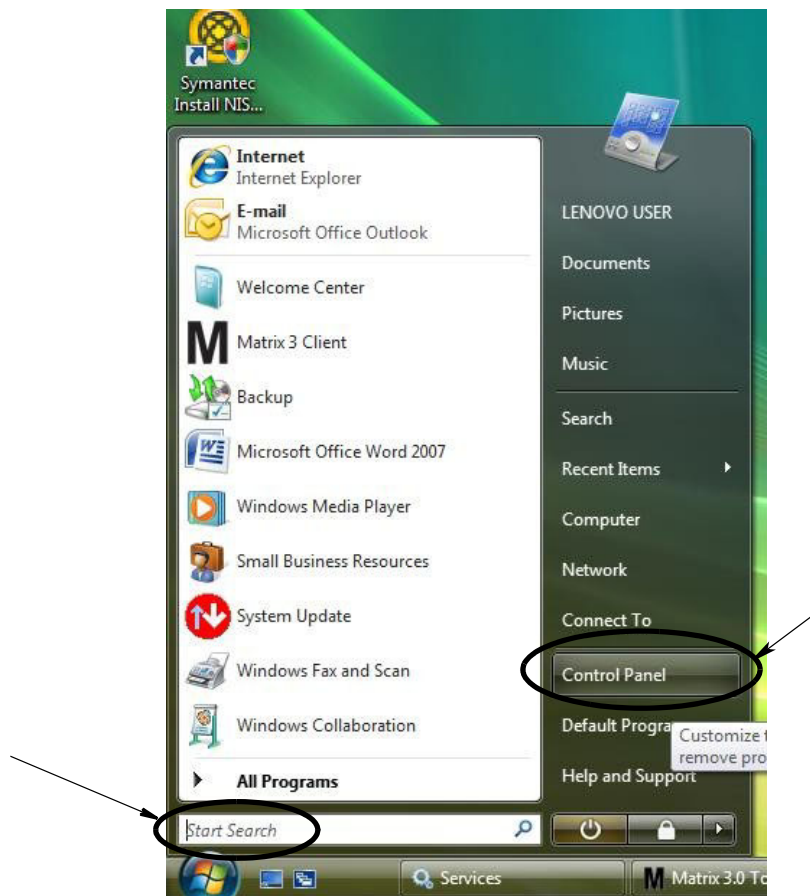 Symantec
Install NIS...
Internet
Internet Explorer
E-mail
Microsoft Office Outlook
Welcome Center
Matrix 3 Client
Backup
Microsoft Office Word 2007
Windows Media Player
Small Business Resources
System Update
Windows Fax and Scan
Windows Collaboration
All Programs
Start Search
LENOVO USER
Documents
Pictures
Music
Search
Recent Items
Computer
Network
Connect To
Control Panel
Default Progra
Customize t
remove pro
Help and Support
Services
M Matrix 3.0 To